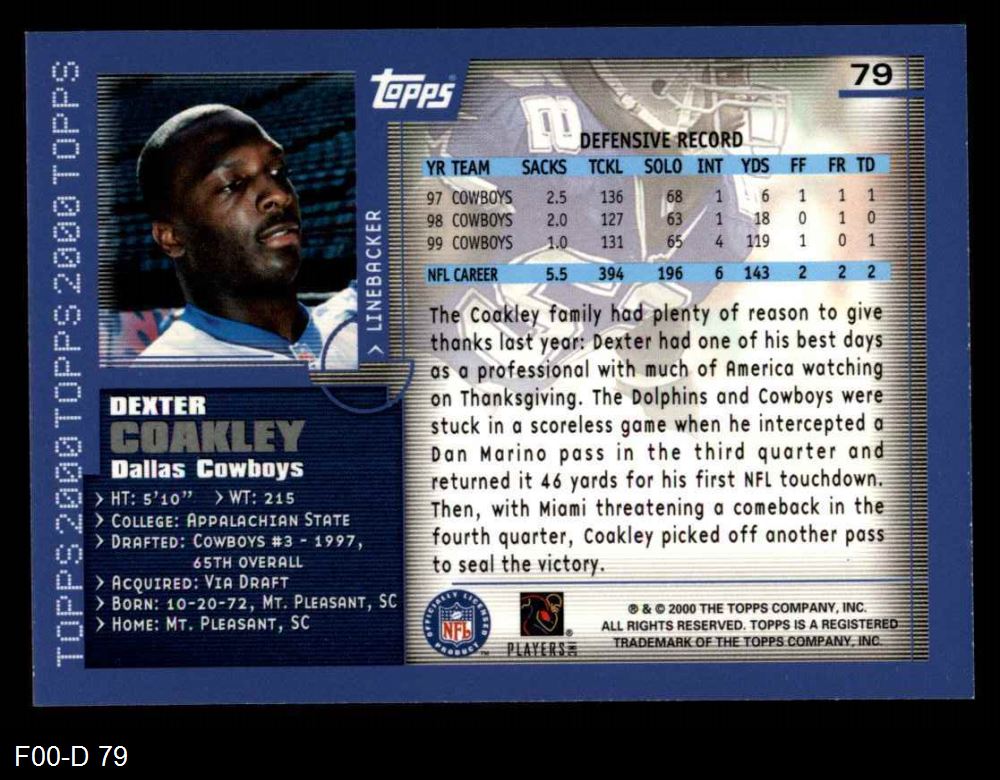 TOPPS 2000 TOPPS 2000 TOPPS 2000 TOPPS
TOPPS
79
LINEBACKER
DEFENSIVE RECORD
YR TEAM SACKS TCKL SOLO INT YDS FF FR TD
97 COWBOYS 2.5 136 68 1 6 1 1 1
98 COWBOYS 2.0 127 63 1 18 0 1 0
99 COWBOYS 1.0 131 65 4 119 1 0 1
NFL CAREER 5.5 394 196 6 143 2 2 2
The Coakley family had plenty of reason to give
thanks last year: Dexter had one of his best days
as a professional with much of America watching
on Thanksgiving. The Dolphins and Cowboys were
stuck in a scoreless game when he intercepted a
Dan Marino pass in the third quarter and
returned it 46 yards for his first NFL touchdown.
Then, with Miami threatening a comeback in the
fourth quarter, Coakley picked off another pass
to seal the victory.
DEXTER
COAKLEY
Dallas Cowboys
> HT: 5'10" > WT: 215
> COLLEGE: APPALACHIAN STATE
> DRAFTED: COWBOYS #3 - 1997,
65TH OVERALL
> ACQUIRED: VIA DRAFT
> BORN: 10-20-72, MT. PLEASANT, SC
> HOME: MT. PLEASANT, SC
OFFICIALLY LICENSED
NFL
PRODUCT
™
PLAYERS INC
®
® & © 2000 THE TOPPS COMPANY, INC.
ALL RIGHTS RESERVED. TOPPS IS A REGISTERED
TRADEMARK OF THE TOPPS COMPANY, INC.
F00-D 79